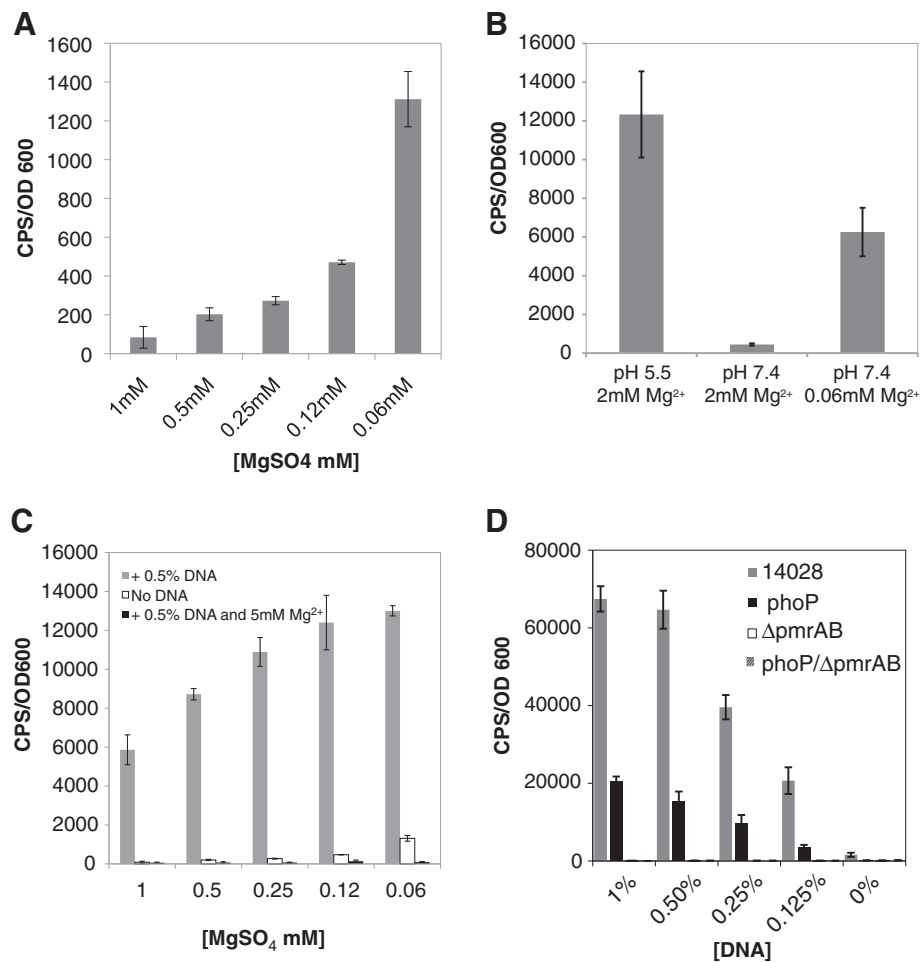 A
CPS/OD 600
1600
1400
1200
1000
800
600
400
200
0
1mM
0.5mM
0.25mM
0.12mM
0.06mM
[MgSO4 mM]
B
CPS/OD600
16000
14000
12000
10000
8000
6000
4000
2000
0
pH 5.5 pH 7.4 pH 7.4
2mM Mg²⁺ 2mM Mg²⁺ 0.06mM Mg²⁺
C
CPS/OD600
16000
14000
12000
10000
8000
6000
4000
2000
0
+ 0.5% DNA
No DNA
+ 0.5% DNA and 5mM Mg²⁺
1 0.5 0.25 0.12 0.06
[MgSO₄ mM]
D
CPS/OD 600
80000
60000
40000
20000
0
14028
phoP
ΔpmrAB
phoP/ΔpmrAB
1%
0.50%
0.25%
0.125%
0%
[DNA]